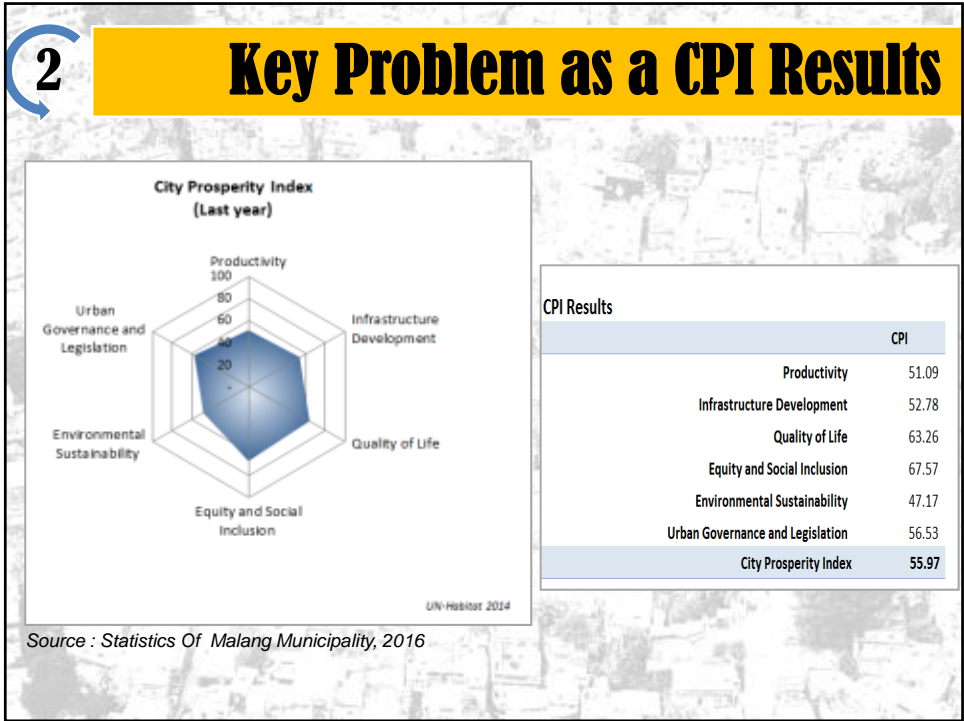 2
Key Problem as a CPI Results
City Prosperity Index
(Last year)
Productivity
100
80
60
40
20
-
Infrastructure
Development
Quality of Life
Equity and Social
Inclusion
Environmental
Sustainability
Urban
Governance and
Legislation
UN-Habitat 2014
CPI Results
CPI
Productivity 51.09
Infrastructure Development 52.78
Quality of Life 63.26
Equity and Social Inclusion 67.57
Environmental Sustainability 47.17
Urban Governance and Legislation 56.53
City Prosperity Index 55.97
Source : Statistics Of Malang Municipality, 2016